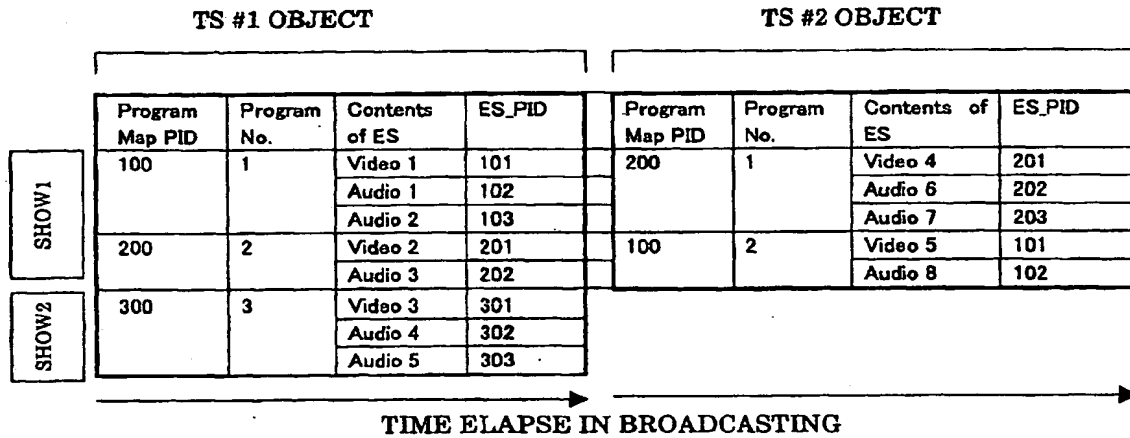 TS #1 OBJECT
TS #2 OBJECT
Program Map PID Program No. Contents of ES ES_PID
Program Map PID Program No. Contents of ES ES_PID
SHOW1
100 1 Video 1 101
Audio 1 102
Audio 2 103
200 2 Video 2 201
Audio 3 202
SHOW2
300 3 Video 3 301
Audio 4 302
Audio 5 303
200 1 Video 4 201
Audio 6 202
Audio 7 203
100 2 Video 5 101
Audio 8 102
TIME ELAPSE IN BROADCASTING